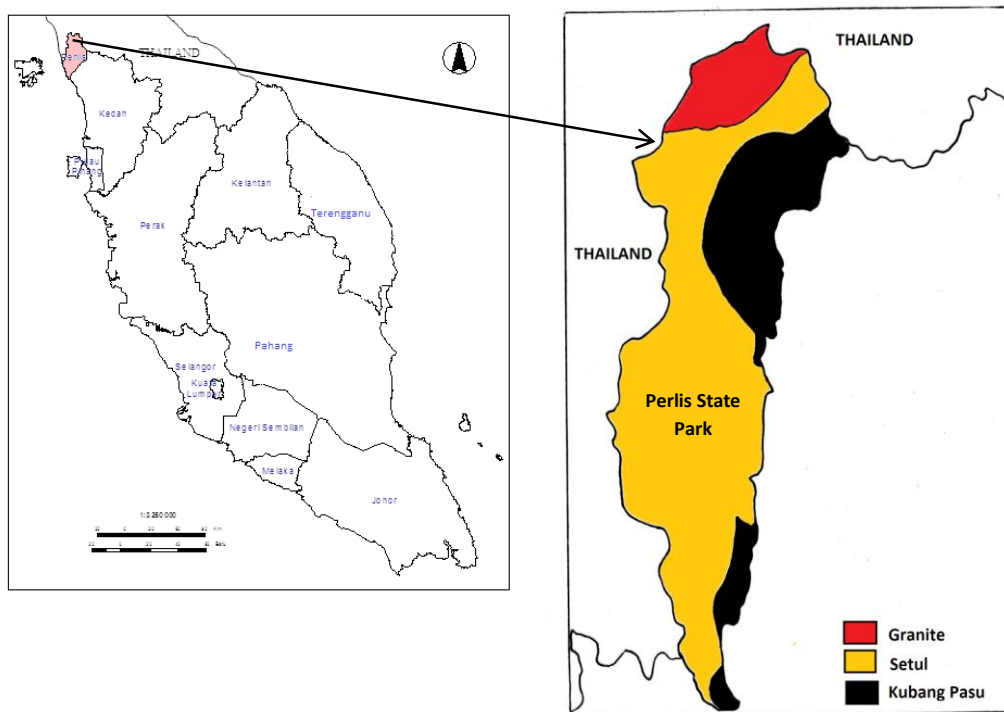 THAILAND
Perlis
Kedah
Pulau
Pinang
Kelantan
Terengganu
Perak
Pahang
Selangor
Kuala
Lumpur
Negeri Sembilan
Melaka
Johor
THAILAND
THAILAND
Perlis State
Park
Granite
Setul
Kubang Pasu